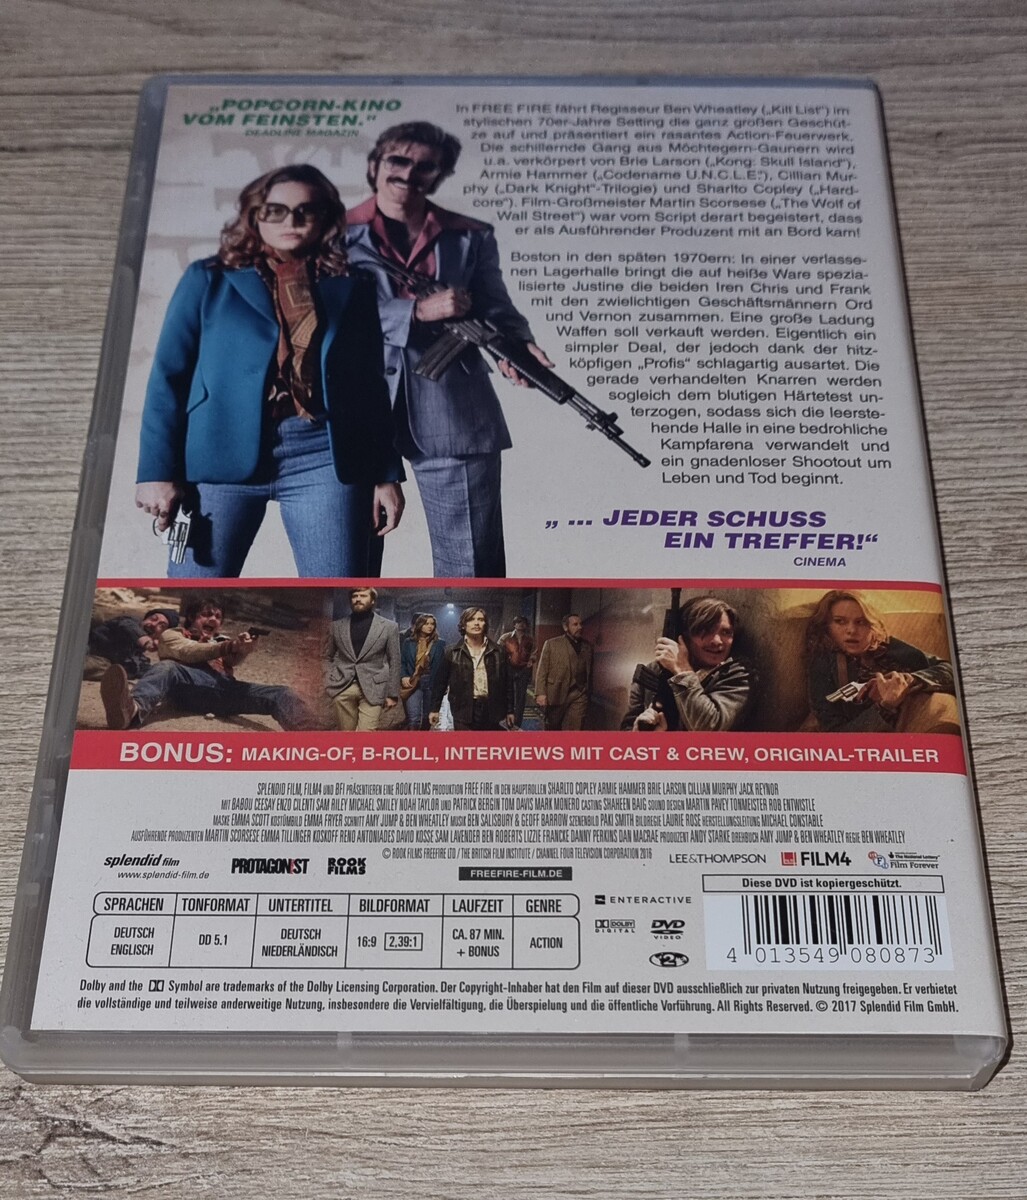 „POPCORN-KINO
VOM FEINSTEN.“
DEADLINE MAGAZIN
In FREE FIRE fährt Regisseur Ben Wheatley („Kill List“) im
stylischen 70er-Jahre Setting die ganz großen Geschüt-
ze auf und präsentiert ein rasantes Action-Feuerwerk.
Die schillernde Gang aus Möchtegern-Gaunern wird
u.a. verkörpert von Brie Larson („Kong: Skull Island“),
Armie Hammer („Codename U.N.C.L.E.“), Cillian Mur-
phy („Dark Knight“-Trilogie) und Sharlto Copley („Hard-
core“). Film-Großmeister Martin Scorsese („The Wolf of
Wall Street“) war vom Script derart begeistert, dass
er als Ausführender Produzent mit an Bord kam!
Boston in den späten 1970ern: In einer verlasse-
nen Lagerhalle bringt die auf heiße Ware spezia-
lisierte Justine die beiden Iren Chris und Frank
mit den zwielichtigen Geschäftsmännern Ord
und Vernon zusammen. Eine große Ladung
Waffen soll verkauft werden. Eigentlich ein
simpler Deal, der jedoch dank der hitz-
köpfigen „Profis“ schlagartig ausartet. Die
gerade verhandelten Knarren werden
sogleich dem blutigen Härtetest un-
terzogen, sodass sich die leerste-
hende Halle in eine bedrohliche
Kampfarena verwandelt und
ein gnadenloser Shootout um
Leben und Tod beginnt.
„ ... JEDER SCHUSS
EIN TREFFER!“
CINEMA
BONUS: MAKING-OF, B-ROLL, INTERVIEWS MIT CAST & CREW, ORIGINAL-TRAILER
SPLENDID FILM, FILM4 UND BFI PRÄSENTIEREN EINE ROOK FILMS PRODUKTION FREE FIRE IN DEN HAUPTROLLEN SHARLTO COPLEY ARMIE HAMMER BRIE LARSON CILLIAN MURPHY JACK REYNOR
MIT BABOU CEESAY ENZO CILENTI SAM RILEY MICHAEL SMILEY NOAH TAYLOR UND PATRICK BERGIN TOM DAVIS MARK MONERO CASTING SHAHEEN BAIG SOUND DESIGN MARTIN PAVEY TONMEISTER ROB ENTWISTLE
MASKE EMMA SCOTT KOSTÜMBILD EMMA FRYER SCHNITT AMY JUMP & BEN WHEATLEY MUSIK BEN SALISBURY & GEOFF BARROW SZENENBILD PAKI SMITH BILDREGIE LAURIE ROSE HERSTELLUNGSLEITUNG MICHAEL CONSTABLE
AUSFÜHRENDE PRODUZENTEN MARTIN SCORSESE EMMA TILLINGER KOSKOFF RENO ANTONIADES DAVID KOSSE SAM LAVENDER BEN ROBERTS LIZZIE FRANCKE DANNY PERKINS DAN MACRAE PRODUZENT ANDY STARKE DREHBUCH AMY JUMP & BEN WHEATLEY REGIE BEN WHEATLEY
© ROOK FILMS FREEFIRE LTD / THE BRITISH FILM INSTITUTE / CHANNEL FOUR TELEVISION CORPORATION 2016
splendid film
www.splendid-film.de
PROTAGONIST
ROOK
FILMS
FREEFIRE-FILM.DE
LEE&THOMPSON
FILM4
BFI
The National Lottery
Film Forever
SPRACHEN TONFORMAT UNTERTITEL BILDFORMAT LAUFZEIT GENRE
DEUTSCH
ENGLISCH
DD 5.1
DEUTSCH
NIEDERLÄNDISCH
16:9 2,39:1
CA. 87 MIN.
+ BONUS
ACTION
ENTERACTIVE
DOLBY
DIGITAL
DVD
VIDEO
2
Diese DVD ist kopiergeschützt.
4 013549 080873
Dolby and the Symbol are trademarks of the Dolby Licensing Corporation. Der Copyright-Inhaber hat den Film auf dieser DVD ausschließlich zur privaten Nutzung freigegeben. Er verbietet
die vollständige und teilweise anderweitige Nutzung, insbesondere die Vervielfältigung, die Überspielung und die öffentliche Vorführung. All Rights Reserved. © 2017 Splendid Film GmbH.